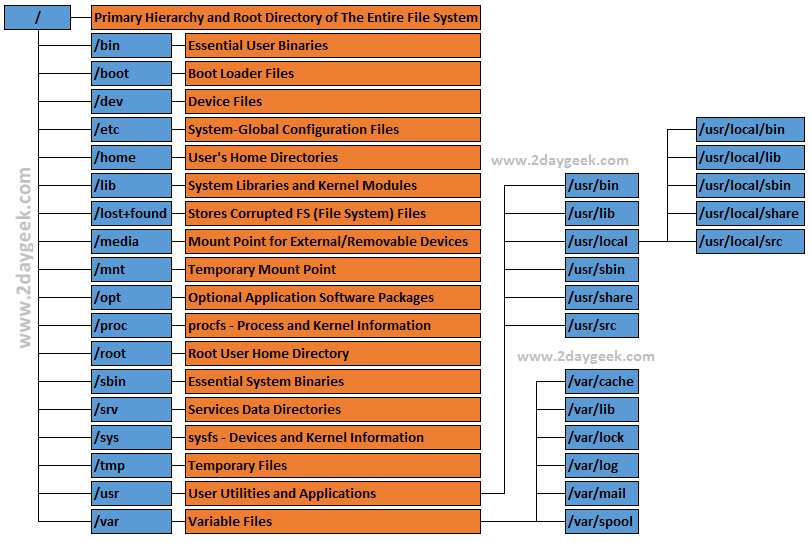 /
Primary Hierarchy and Root Directory of The Entire File System
/bin
Essential User Binaries
/boot
Boot Loader Files
/dev
Device Files
/etc
System-Global Configuration Files
/home
User's Home Directories
/lib
System Libraries and Kernel Modules
/lost+found
Stores Corrupted FS (File System) Files
/media
Mount Point for External/Removable Devices
/mnt
Temporary Mount Point
/opt
Optional Application Software Packages
/proc
procfs - Process and Kernel Information
/root
Root User Home Directory
/sbin
Essential System Binaries
/srv
Services Data Directories
/sys
sysfs - Devices and Kernel Information
/tmp
Temporary Files
/usr
User Utilities and Applications
/var
Variable Files
www.2daygeek.com
www.2daygeek.com
/usr/bin
/usr/lib
/usr/local
/usr/sbin
/usr/share
/usr/src
/usr/local/bin
/usr/local/lib
/usr/local/sbin
/usr/local/share
/usr/local/src
www.2daygeek.com
/var/cache
/var/lib
/var/lock
/var/log
/var/mail
/var/spool